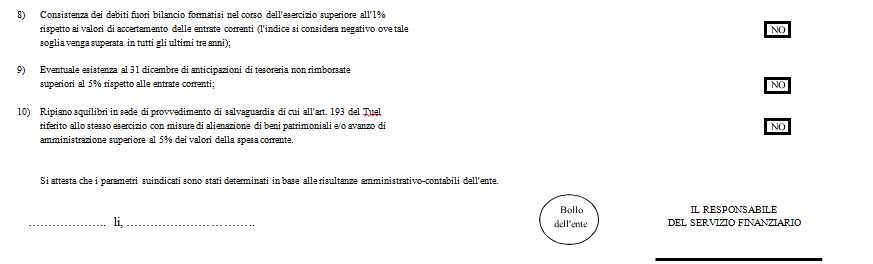 8) Consistenza dei debiti fuori bilancio formatisi nel corso dell'esercizio superiore all'1%
rispetto ai valori di accertamento delle entrate correnti (l'indice si considera negativo ove tale
soglia venga superata in tutti gli ultimi tre anni);
NO
9) Eventuale esistenza al 31 dicembre di anticipazioni di tesoreria non rimborsate
superiori al 5% rispetto alle entrate correnti;
NO
10) Ripiano squilibri in sede di provvedimento di salvaguardia di cui all'art. 193 del Tuel
riferito allo stesso esercizio con misure di alienazione di beni patrimoniali e/o avanzo di
amministrazione superiore al 5% dei valori della spesa corrente.
NO
Si attesta che i parametri suindicati sono stati determinati in base alle risultanze amministrativo-contabili dell'ente.
…………………. li, ……………………………….
Bollo
dell'ente
IL RESPONSABILE
DEL SERVIZIO FINANZIARIO